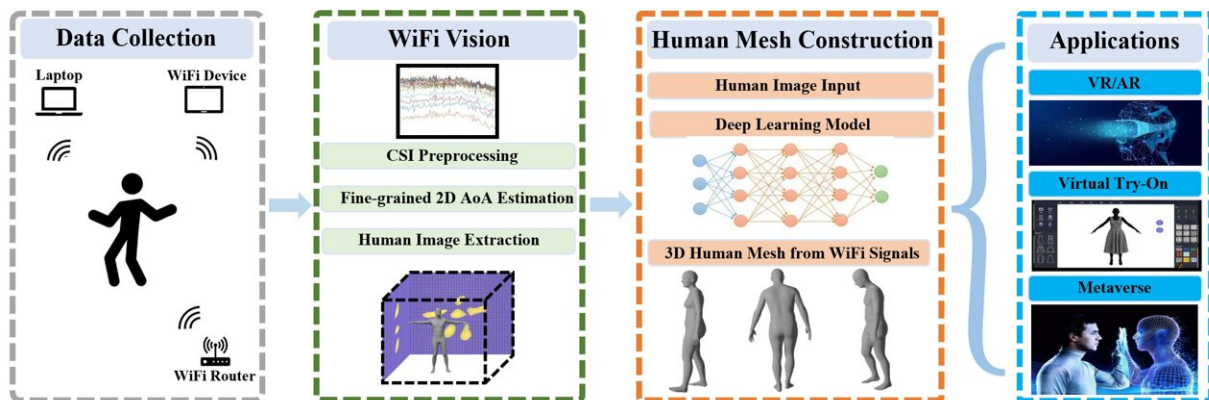 Data Collection
Laptop
WiFi Device
WiFi Router
WiFi Vision
CSI Preprocessing
Fine-grained 2D AoA Estimation
Human Image Extraction
Human Mesh Construction
Human Image Input
Deep Learning Model
3D Human Mesh from WiFi Signals
Applications
VR/AR
Virtual Try-On
Metaverse